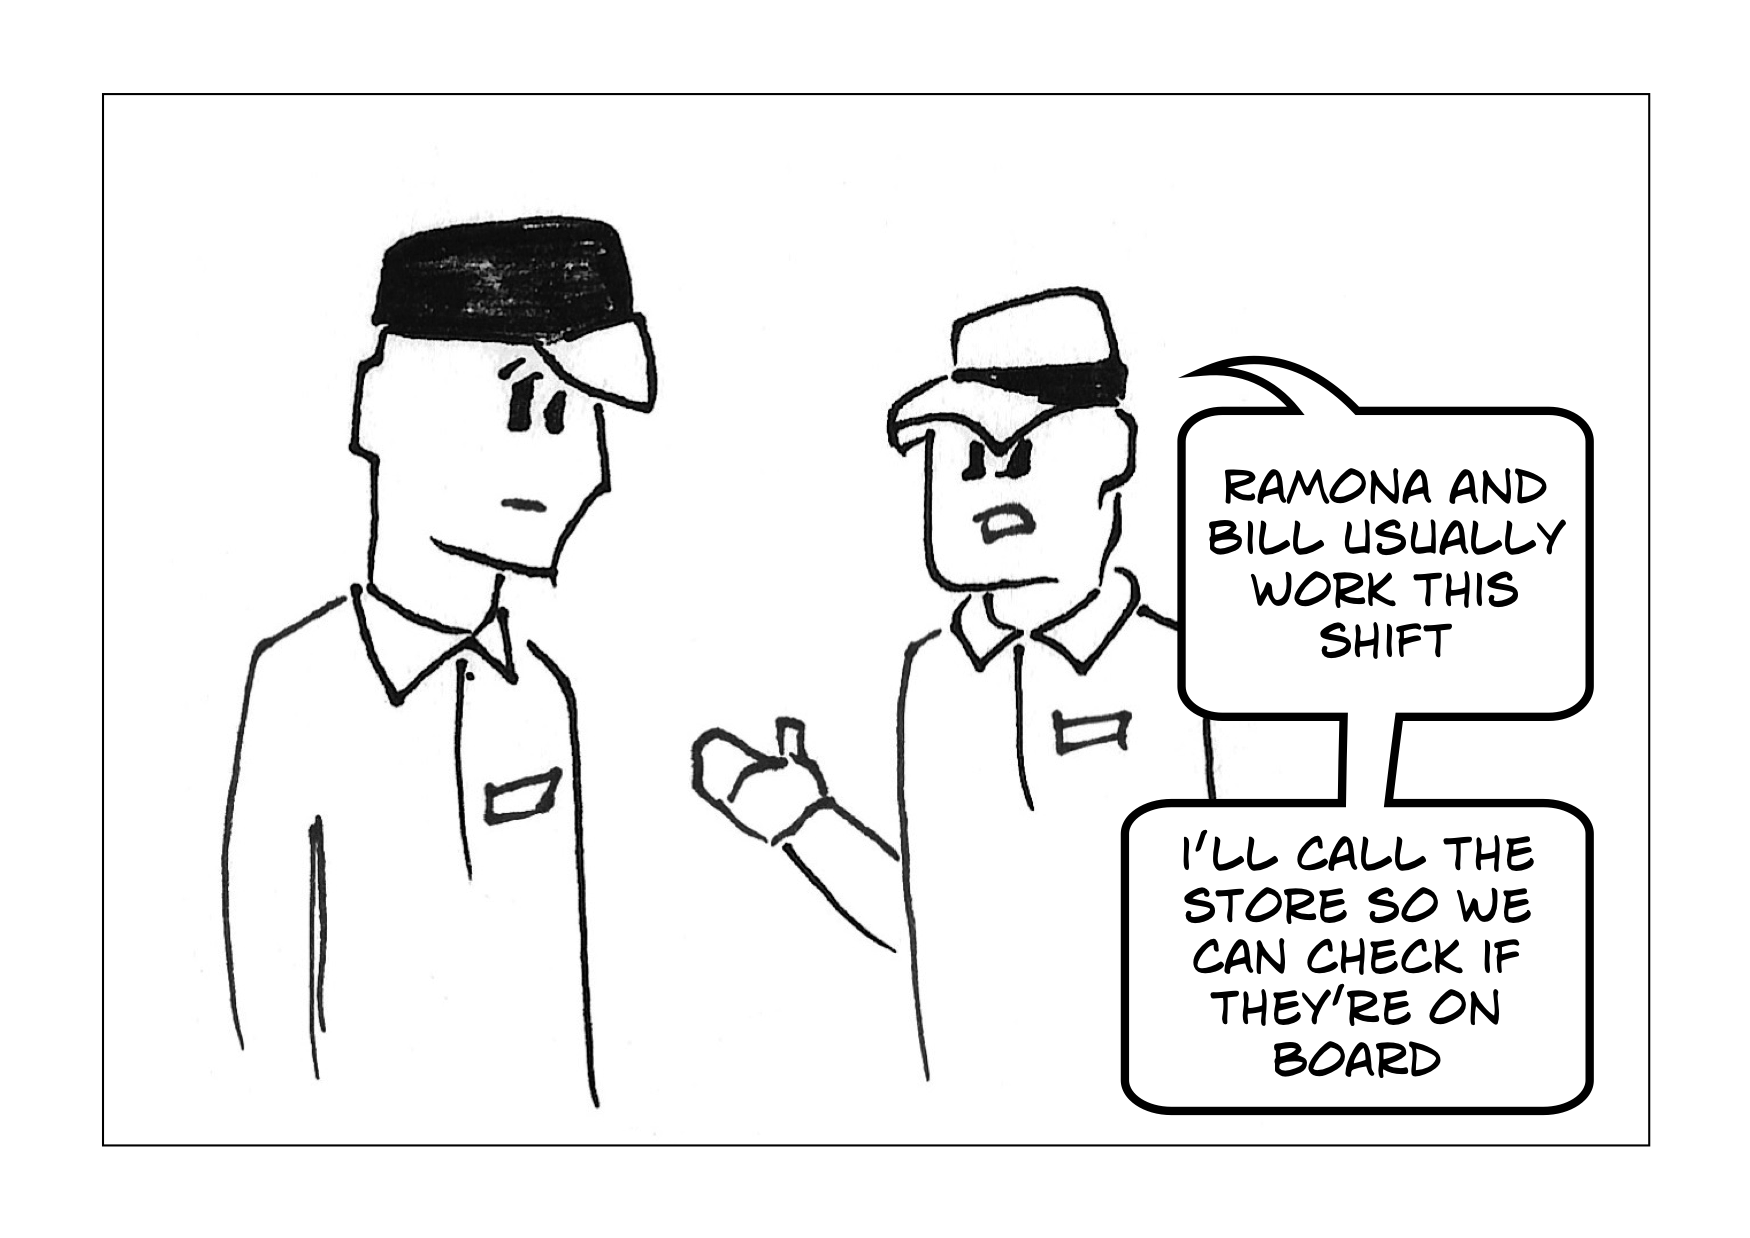 RAMONA AND
BILL USUALLY
WORK THIS
SHIFT
I'LL CALL THE
STORE SO WE
CAN CHECK IF
THEY'RE ON
BOARD